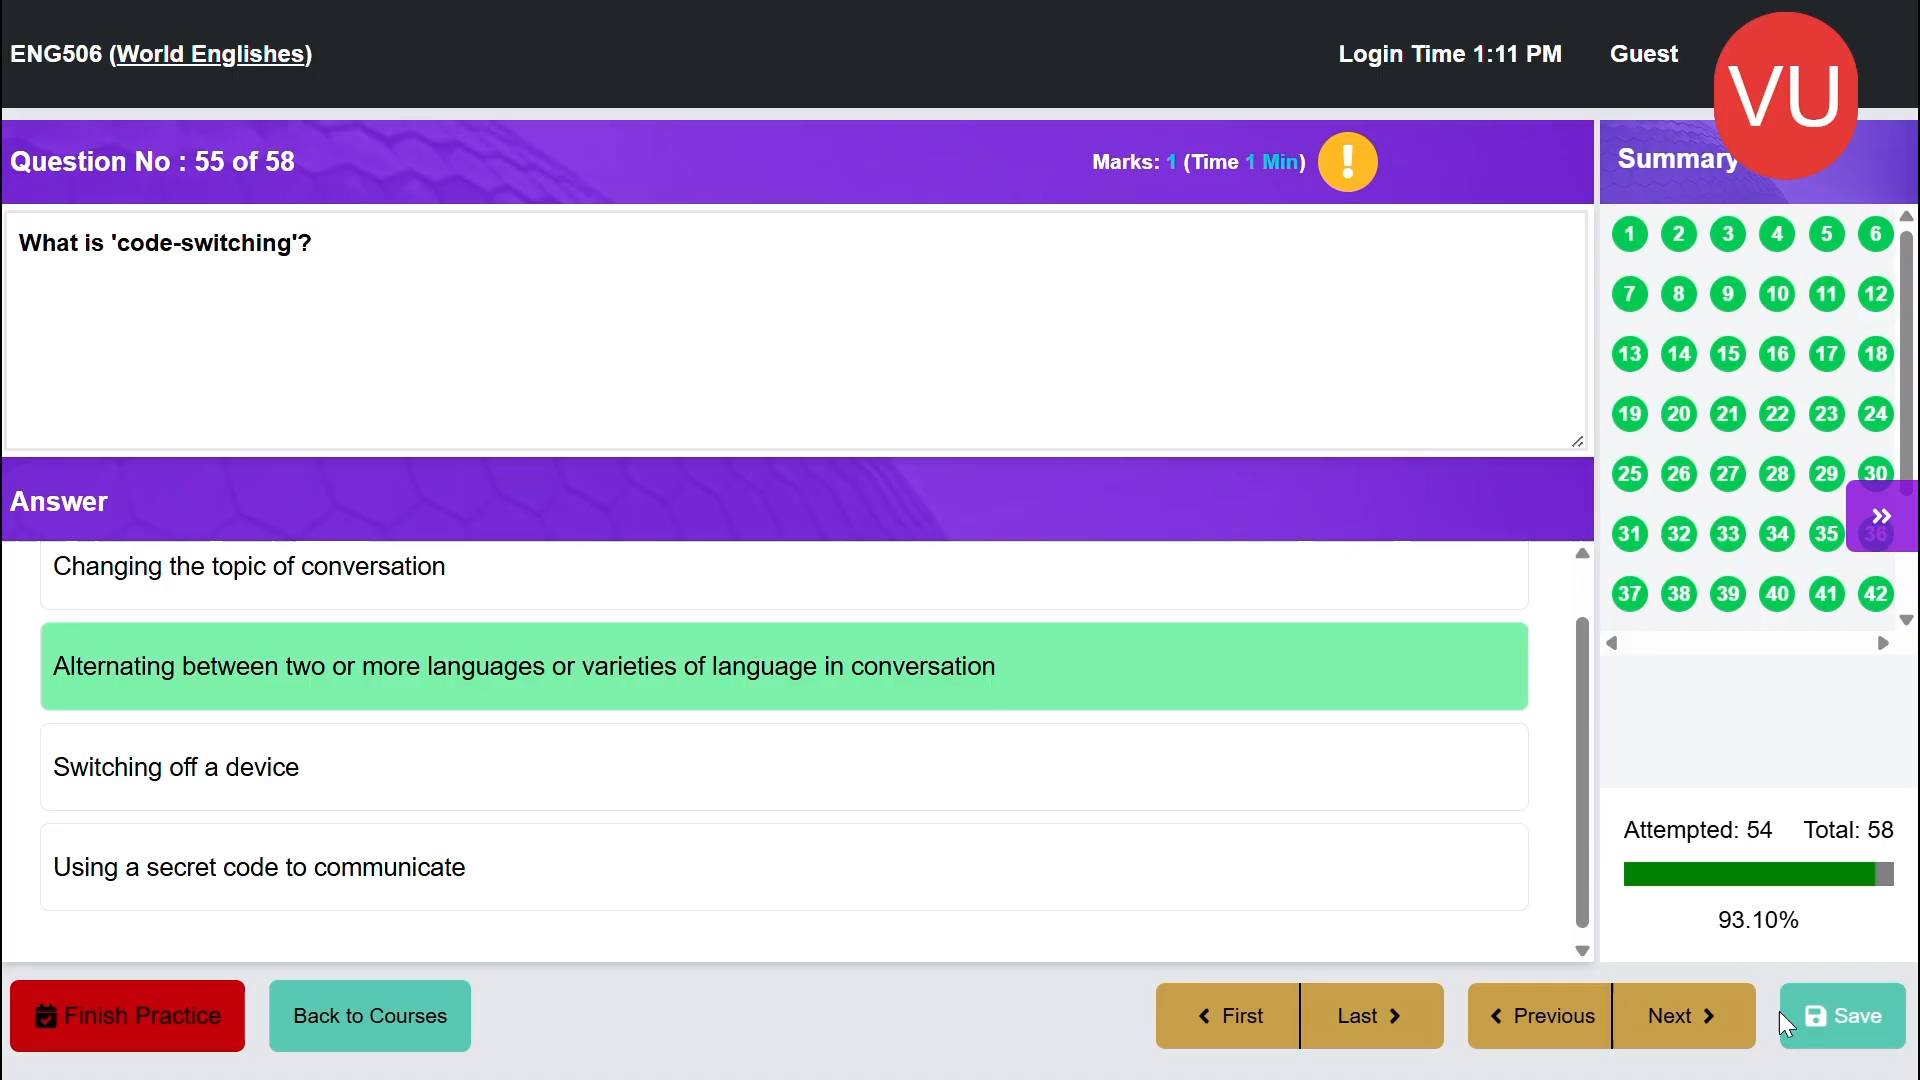 ENG506 (World Englishes)
Login Time 1:11 PM
Guest
VU
Question No : 55 of 58
Marks: 1 (Time 1 Min)
!
Summary
What is 'code-switching'?
1 2 3 4 5 6
7 8 9 10 11 12
13 14 15 16 17 18
19 20 21 22 23 24
25 26 27 28 29 30
31 32 33 34 35 36
37 38 39 40 41 42
Answer
Changing the topic of conversation
Alternating between two or more languages or varieties of language in conversation
Switching off a device
Using a secret code to communicate
Attempted: 54 Total: 58
93.10%
Finish Practice
Back to Courses
First
Last
Previous
Next
Save